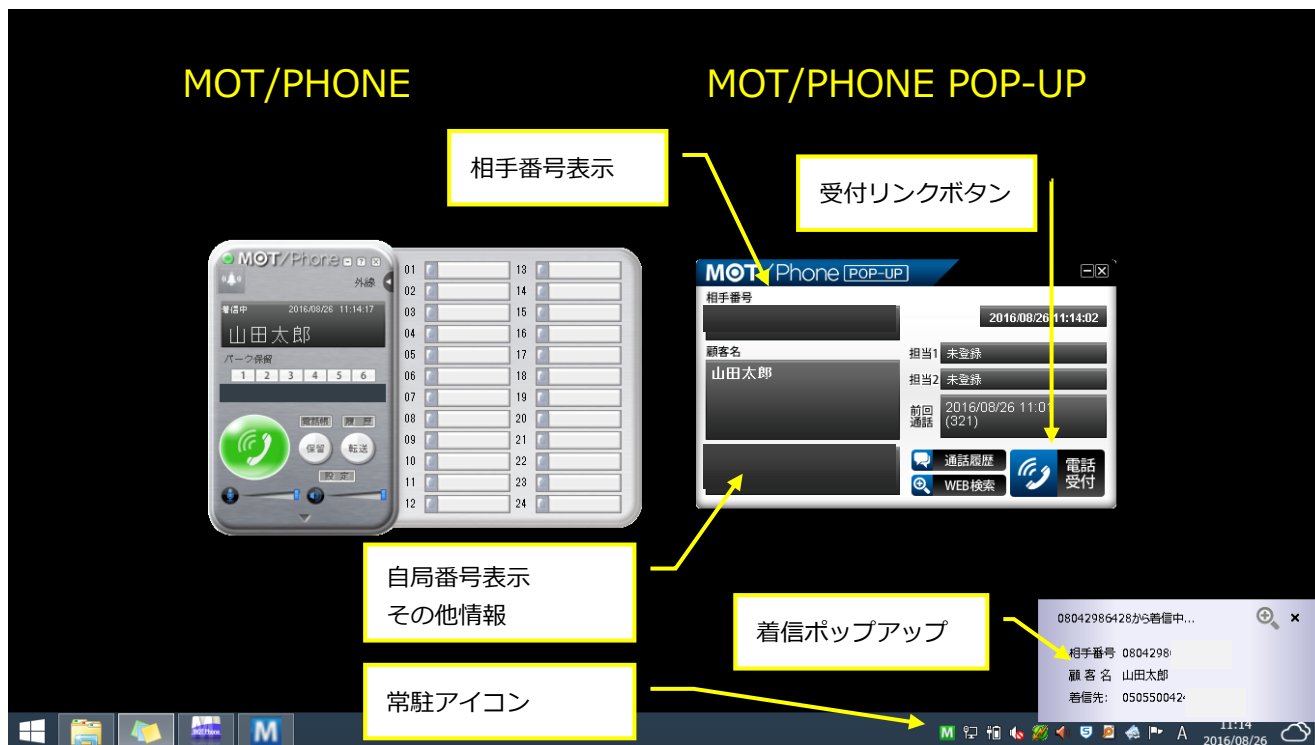 MOT/PHONE
MOT/PHONE POP-UP
相手番号表示
受付リンクボタン
MOT/Phone
外線
着信中 2016/08/26 11:14:17
山田太郎
パーク保留
1 2 3 4 5 6
電話帳 履歴
保留 転送
設定
01 13
02 14
03 15
04 16
05 17
06 18
07 19
08 20
09 21
10 22
11 23
12 24
MOT/Phone POP-UP
相手番号
2016/08/26 11:14:02
顧客名
山田太郎
担当1 未登録
担当2 未登録
前回通話 2016/08/26 11:01
(321)
通話履歴
WEB検索
電話
受付
自局番号表示
その他情報
着信ポップアップ
常駐アイコン
08042986428から着信中...
相手番号 0804298
顧客名 山田太郎
着信先: 0505500424
M
M
A
11:14
2016/08/26